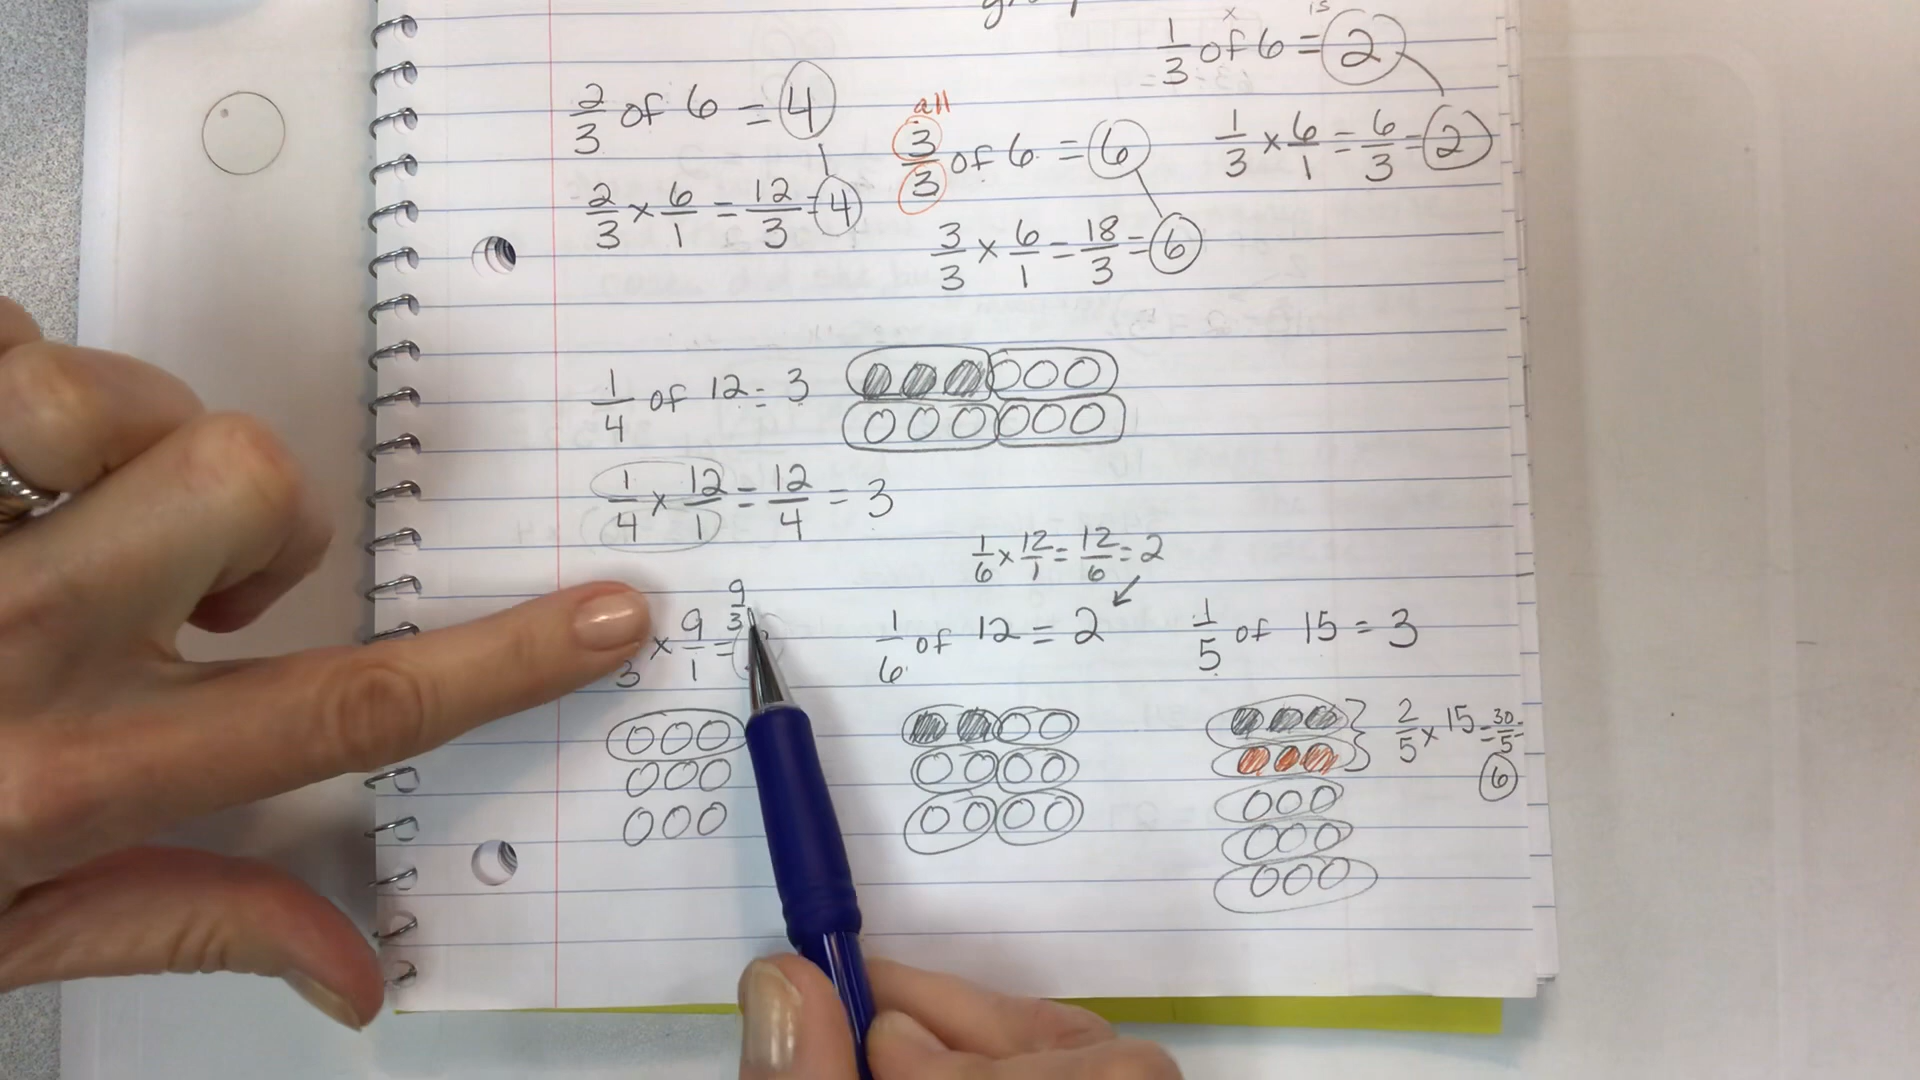 1/3 of 6 = 2
x is
2/3 of 6 = 4
all
3/3 of 6 = 6
1/3 x 6/1 = 6/3 = 2
2/3 x 6/1 = 12/3 = 4
3/3 x 6/1 = 18/3 = 6
1/4 of 12 = 3
1/4 x 12/1 = 12/4 = 3
1/6 x 12/1 = 12/6 = 2
3 x 9/1 = 9/3
1/6 of 12 = 2
1/5 of 15 = 3
2/5 x 15 = 30/5 =
6